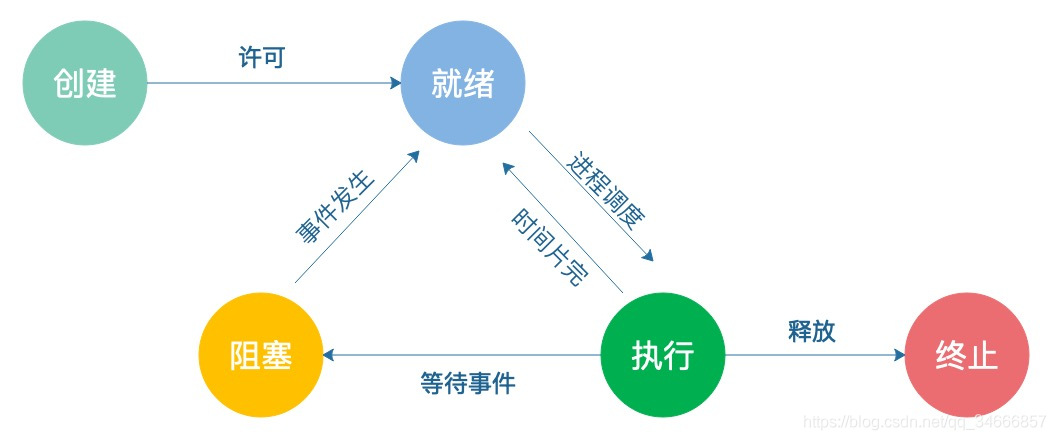 创建
许可
就绪
事件发生
进程调度
时间片完
阻塞
等待事件
执行
释放
终止
https://blog.csdn.net/qq_34666857